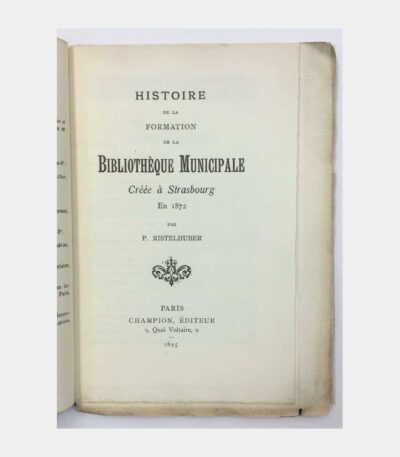 HISTOIRE
DE LA
FORMATION
DE LA
BIBLIOTHÈQUE MUNICIPALE
Créée à Strasbourg
En 1872
PAR
P. RISTELHUBER
PARIS
CHAMPION, ÉDITEUR
9, Quai Voltaire, 9
1895